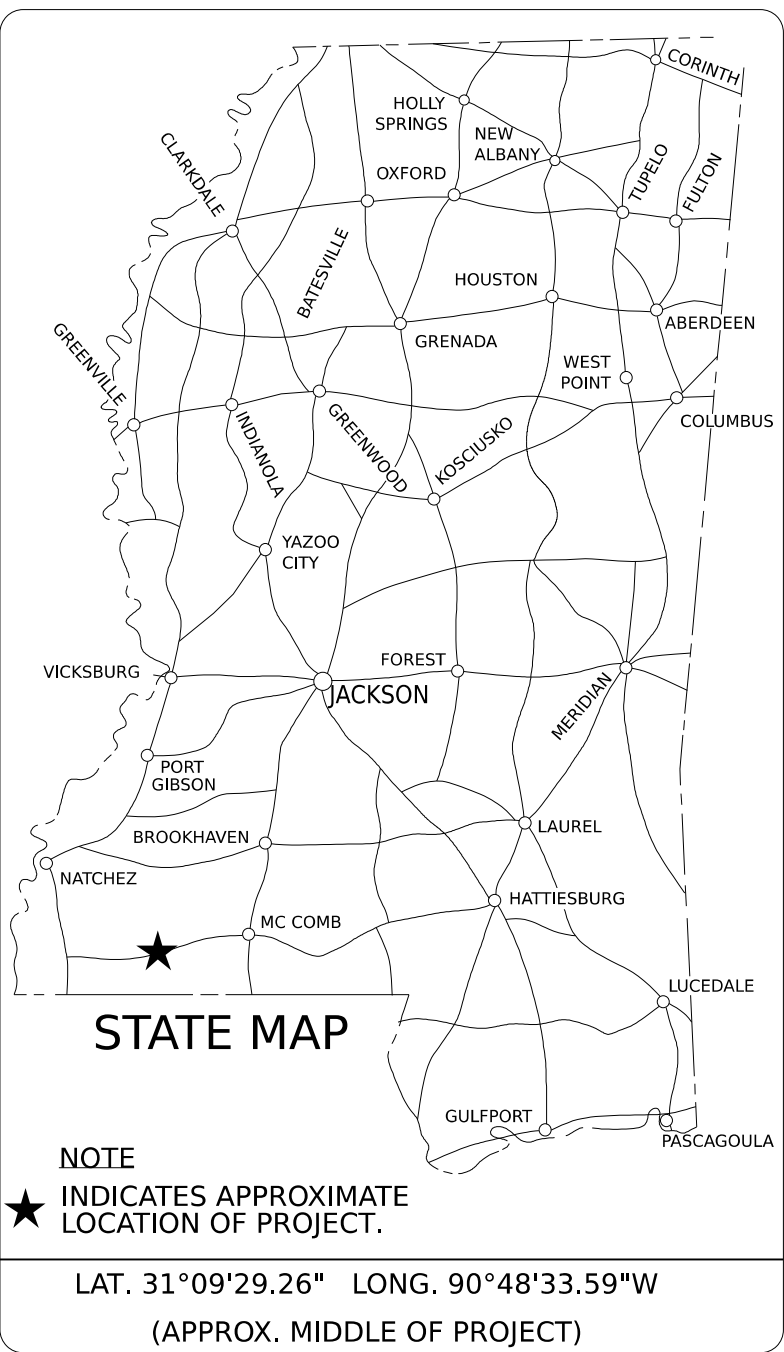 CORINTH
HOLLY
SPRINGS
NEW
ALBANY
CLARKDALE
OXFORD
TUPELO
FULTON
BATESVILLE
HOUSTON
ABERDEEN
GREENVILLE
GRENADA
WEST
POINT
COLUMBUS
INDIANOLA
GREENWOOD
KOSCIUSKO
YAZOO
CITY
VICKSBURG
FOREST
JACKSON
MERIDIAN
PORT
GIBSON
BROOKHAVEN
LAUREL
NATCHEZ
HATTIESBURG
MC COMB
LUCEDALE
STATE MAP
GULFPORT
PASCAGOULA
NOTE
INDICATES APPROXIMATE
LOCATION OF PROJECT.
LAT. 31°09'29.26" LONG. 90°48'33.59"W
(APPROX. MIDDLE OF PROJECT)